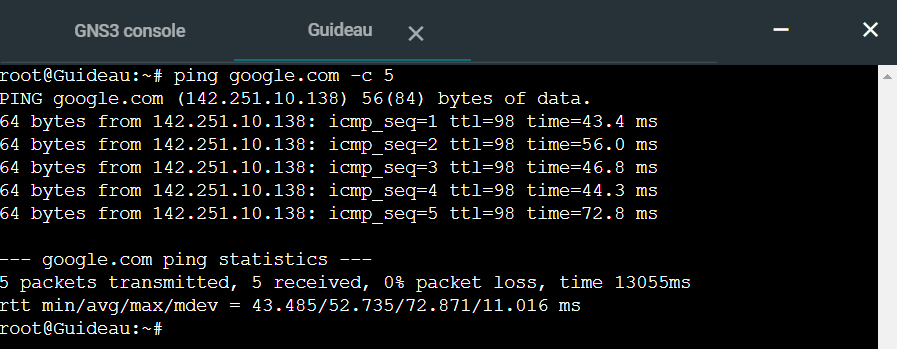 GNS3 console
Guideau
root@Guideau:~# ping google.com -c 5
PING google.com (142.251.10.138) 56(84) bytes of data.
64 bytes from 142.251.10.138: icmp_seq=1 ttl=98 time=43.4 ms
64 bytes from 142.251.10.138: icmp_seq=2 ttl=98 time=56.0 ms
64 bytes from 142.251.10.138: icmp_seq=3 ttl=98 time=46.8 ms
64 bytes from 142.251.10.138: icmp_seq=4 ttl=98 time=44.3 ms
64 bytes from 142.251.10.138: icmp_seq=5 ttl=98 time=72.8 ms
--- google.com ping statistics ---
5 packets transmitted, 5 received, 0% packet loss, time 13055ms
rtt min/avg/max/mdev = 43.485/52.735/72.871/11.016 ms
root@Guideau:~#